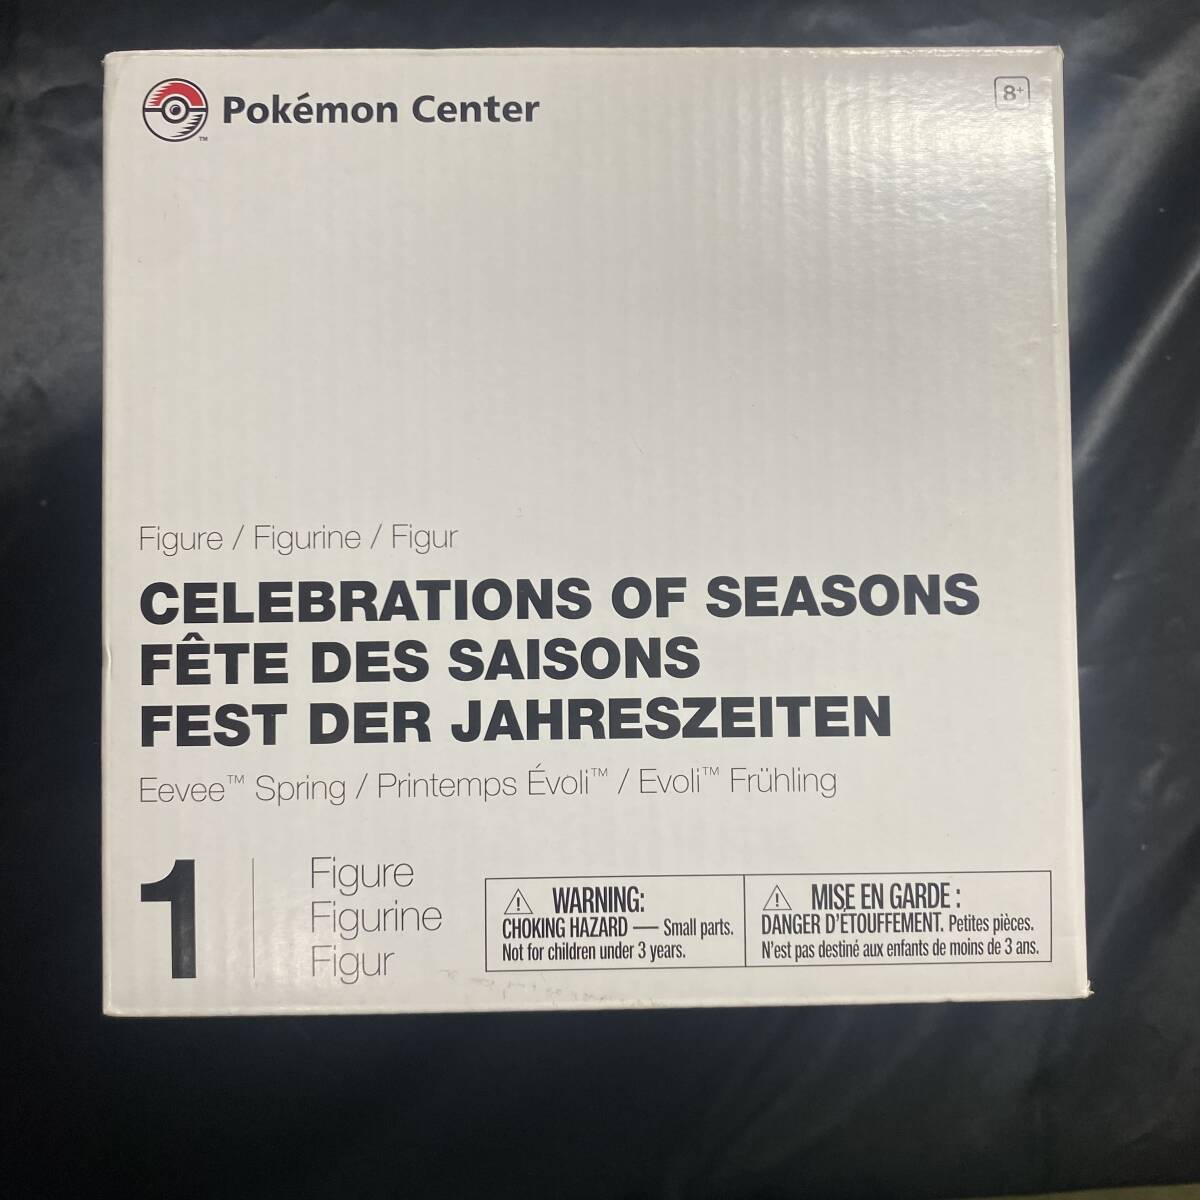 Pokémon Center
8+
TM
Figure / Figurine / Figur
CELEBRATIONS OF SEASONS
FÊTE DES SAISONS
FEST DER JAHRESZEITEN
Eevee™ Spring / Printemps Évoli™ / Evoli™ Frühling
1
Figure
Figurine
Figur
WARNING:
CHOKING HAZARD — Small parts.
Not for children under 3 years.
MISE EN GARDE :
DANGER D'ÉTOUFFEMENT. Petites pièces.
N'est pas destiné aux enfants de moins de 3 ans.